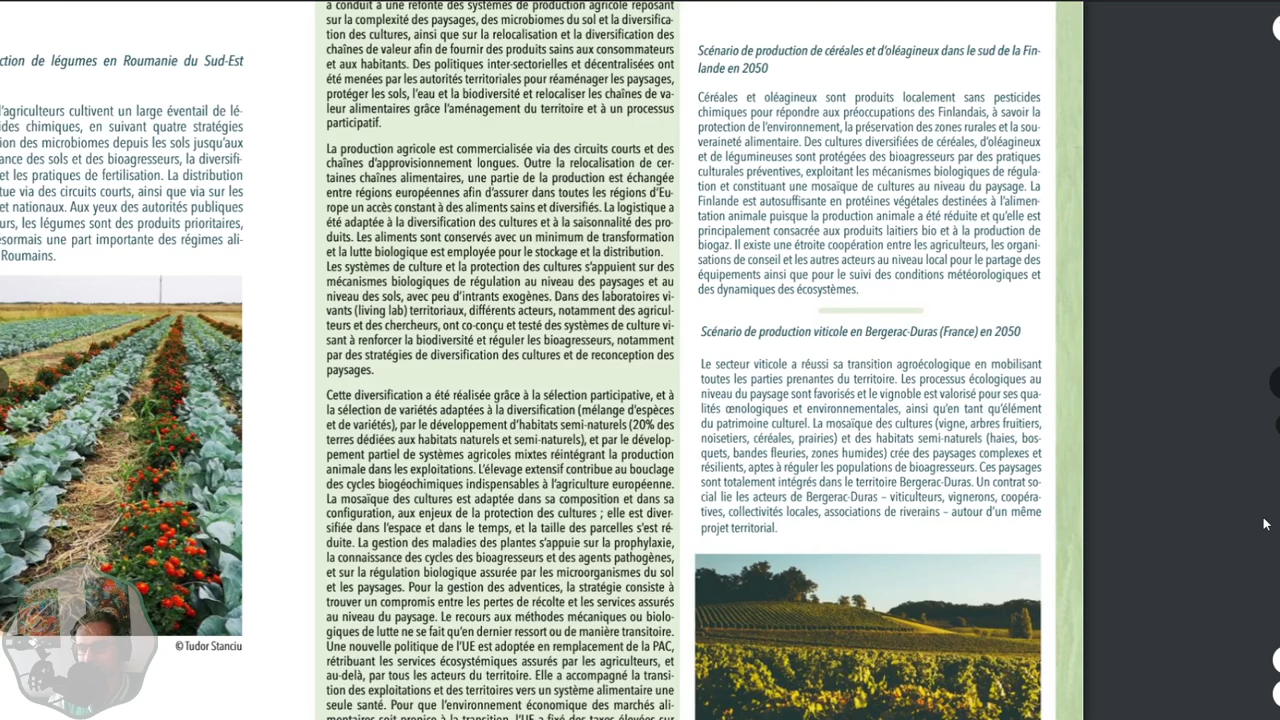 ction de légumes en Roumanie du Sud-Est
l'agriculteurs cultivent un large éventail de lé-
ides chimiques, en suivant quatre stratégies
ion des microbiomes depuis les sols jusqu'aux
ance des sols et des bioagresseurs, la diversifi-
et les pratiques de fertilisation. La distribution
tue via des circuits courts, ainsi que via sur les
et nationaux. Aux yeux des autorités publiques
urs, les légumes sont des produits prioritaires,
ésormais une part importante des régimes ali-
Roumains.
© Tudor Stanciu
a conduit à une refonte des systèmes de production agricole reposant
sur la complexité des paysages, des microbiomes du sol et la diversifica-
tion des cultures, ainsi que sur la relocalisation et la diversification des
chaînes de valeur afin de fournir des produits sains aux consommateurs
et aux habitants. Des politiques inter-sectorielles et décentralisées ont
été menées par les autorités territoriales pour réaménager les paysages,
protéger les sols, l'eau et la biodiversité et relocaliser les chaînes de va-
leur alimentaires grâce l'aménagement du territoire et à un processus
participatif.
La production agricole est commercialisée via des circuits courts et des
chaînes d'approvisionnement longues. Outre la relocalisation de cer-
taines chaînes alimentaires, une partie de la production est échangée
entre régions européennes afin d'assurer dans toutes les régions d'Eu-
rope un accès constant à des aliments sains et diversifiés. La logistique a
été adaptée à la diversification des cultures et à la saisonnalité des pro-
duits. Les aliments sont conservés avec un minimum de transformation
et la lutte biologique est employée pour le stockage et la distribution.
Les systèmes de culture et la protection des cultures s'appuient sur des
mécanismes biologiques de régulation au niveau des paysages et au
niveau des sols, avec peu d'intrants exogènes. Dans des laboratoires vi-
vants (living lab) territoriaux, différents acteurs, notamment des agricul-
teurs et des chercheurs, ont co-conçu et testé des systèmes de culture vi-
sant à renforcer la biodiversité et réguler les bioagresseurs, notamment
par des stratégies de diversification des cultures et de reconception des
paysages.
Cette diversification a été réalisée grâce à la sélection participative, et à
la sélection de variétés adaptées à la diversification (mélange d'espèces
et de variétés), par le développement d'habitats semi-naturels (20% des
terres dédiées aux habitats naturels et semi-naturels), et par le dévelop-
pement partiel de systèmes agricoles mixtes réintégrant la production
animale dans les exploitations. L'élevage extensif contribue au bouclage
des cycles biogéochimiques indispensables à l'agriculture européenne.
La mosaïque des cultures est adaptée dans sa composition et dans sa
configuration, aux enjeux de la protection des cultures ; elle est diver-
sifiée dans l'espace et dans le temps, et la taille des parcelles s'est ré-
duite. La gestion des maladies des plantes s'appuie sur la prophylaxie,
la connaissance des cycles des bioagresseurs et des agents pathogènes,
et sur la régulation biologique assurée par les microorganismes du sol
et les paysages. Pour la gestion des adventices, la stratégie consiste à
trouver un compromis entre les pertes de récolte et les services assurés
au niveau du paysage. Le recours aux méthodes mécaniques ou biolo-
giques de lutte ne se fait qu'en dernier ressort ou de manière transitoire.
Une nouvelle politique de l'UE est adoptée en remplacement de la PAC,
rétribuant les services écosystémiques assurés par les agriculteurs, et
au-delà, par tous les acteurs du territoire. Elle a accompagné la transi-
tion des exploitations et des territoires vers un système alimentaire une
seule santé. Pour que l'environnement économique des marchés ali-
mentaires soit propice à la transition, l'UE a fixé des taxes élevées sur
Scénario de production de céréales et d'oléagineux dans le sud de la Fin-
lande en 2050
Céréales et oléagineux sont produits localement sans pesticides
chimiques pour répondre aux préoccupations des Finlandais, à savoir la
protection de l'environnement, la préservation des zones rurales et la sou-
veraineté alimentaire. Des cultures diversifiées de céréales, d'oléagineux
et de légumineuses sont protégées des bioagresseurs par des pratiques
culturales préventives, exploitant les mécanismes biologiques de régula-
tion et constituant une mosaïque de cultures au niveau du paysage. La
Finlande est autosuffisante en protéines végétales destinées à l'alimen-
tation animale puisque la production animale a été réduite et qu'elle est
principalement consacrée aux produits laitiers bio et à la production de
biogaz. Il existe une étroite coopération entre les agriculteurs, les organi-
sations de conseil et les autres acteurs au niveau local pour le partage des
équipements ainsi que pour le suivi des conditions météorologiques et
des dynamiques des écosystèmes.
Scénario de production viticole en Bergerac-Duras (France) en 2050
Le secteur viticole a réussi sa transition agroécologique en mobilisant
toutes les parties prenantes du territoire. Les processus écologiques au
niveau du paysage sont favorisés et le vignoble est valorisé pour ses qua-
lités œnologiques et environnementales, ainsi qu'en tant qu'élément
du patrimoine culturel. La mosaïque des cultures (vigne, arbres fruitiers,
noisetiers, céréales, prairies) et des habitats semi-naturels (haies, bos-
quets, bandes fleuries, zones humides) crée des paysages complexes et
résilients, aptes à réguler les populations de bioagresseurs. Ces paysages
sont totalement intégrés dans le territoire Bergerac-Duras. Un contrat so-
cial lie les acteurs de Bergerac-Duras – viticulteurs, vignerons, coopéra-
tives, collectivités locales, associations de riverains – autour d'un même
projet territorial.